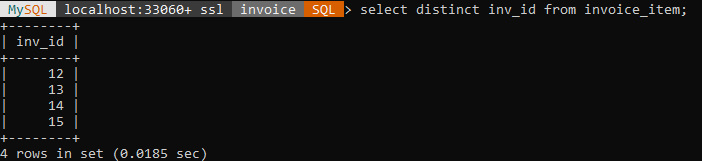 MySQL localhost:33060+ ssl invoice SQL > select distinct inv_id from invoice_item;
+--------+
| inv_id |
+--------+
|     12 |
|     13 |
|     14 |
|     15 |
+--------+
4 rows in set (0.0185 sec)